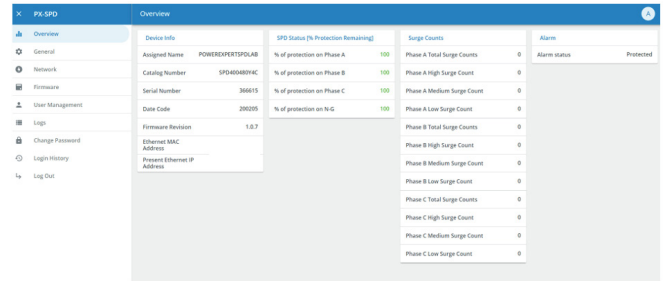 × PX-SPD Overview A
Overview
General
Network
Firmware
User Management
Logs
Change Password
Login History
Log Out
Device Info
Assigned Name POWEREXPERTSPDLAB
Catalog Number SPD400480Y4C
Serial Number 366615
Date Code 200205
Firmware Revision 1.0.7
Ethernet MAC
Address
Present Ethernet IP
Address
SPD Status [% Protection Remaining]
% of protection on Phase A 100
% of protection on Phase B 100
% of protection on Phase C 100
% of protection on N-G 100
Surge Counts
Phase A Total Surge Counts 0
Phase A High Surge Count 0
Phase A Medium Surge Count 0
Phase A Low Surge Count 0
Phase B Total Surge Counts 0
Phase B High Surge Count 0
Phase B Medium Surge Count 0
Phase B Low Surge Count 0
Phase C Total Surge Counts 0
Phase C High Surge Count 0
Phase C Medium Surge Count 0
Phase C Low Surge Count 0
Alarm
Alarm status Protected